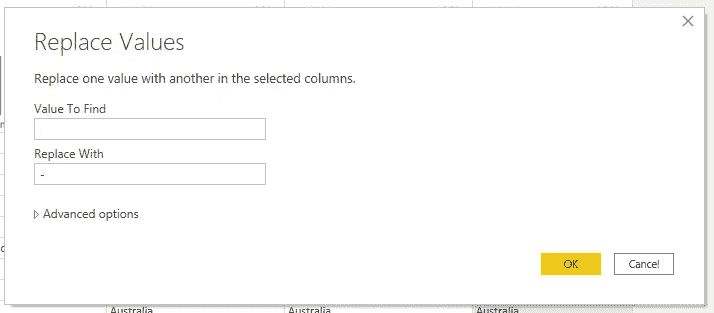 Replace Values
Replace one value with another in the selected columns.
Value To Find
Replace With
-
Advanced options
OK
Cancel
Australia
Australia
Australia